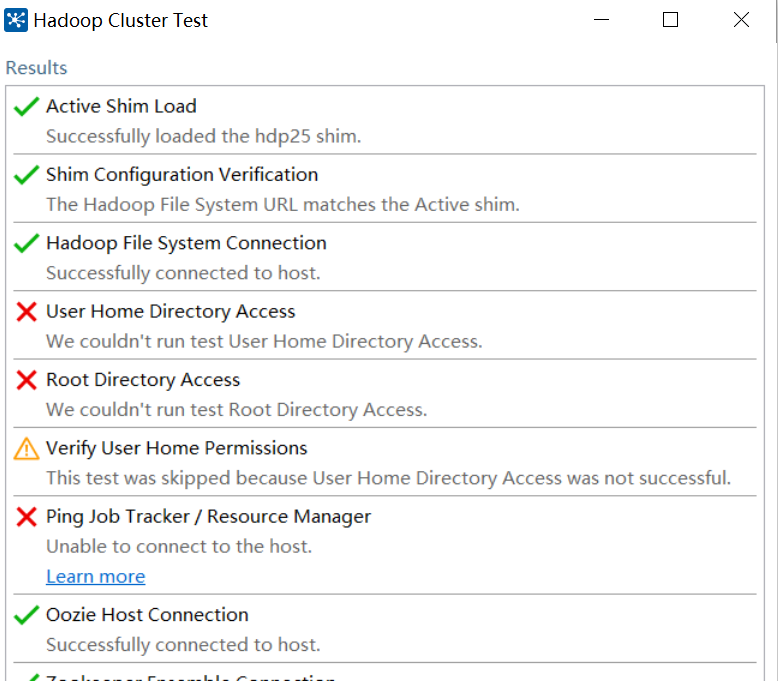 Hadoop Cluster Test
Results
Active Shim Load
Successfully loaded the hdp25 shim.
Shim Configuration Verification
The Hadoop File System URL matches the Active shim.
Hadoop File System Connection
Successfully connected to host.
User Home Directory Access
We couldn't run test User Home Directory Access.
Root Directory Access
We couldn't run test Root Directory Access.
Verify User Home Permissions
This test was skipped because User Home Directory Access was not successful.
Ping Job Tracker / Resource Manager
Unable to connect to the host.
Learn more
Oozie Host Connection
Successfully connected to host.
Zookeeper Ensemble Connection